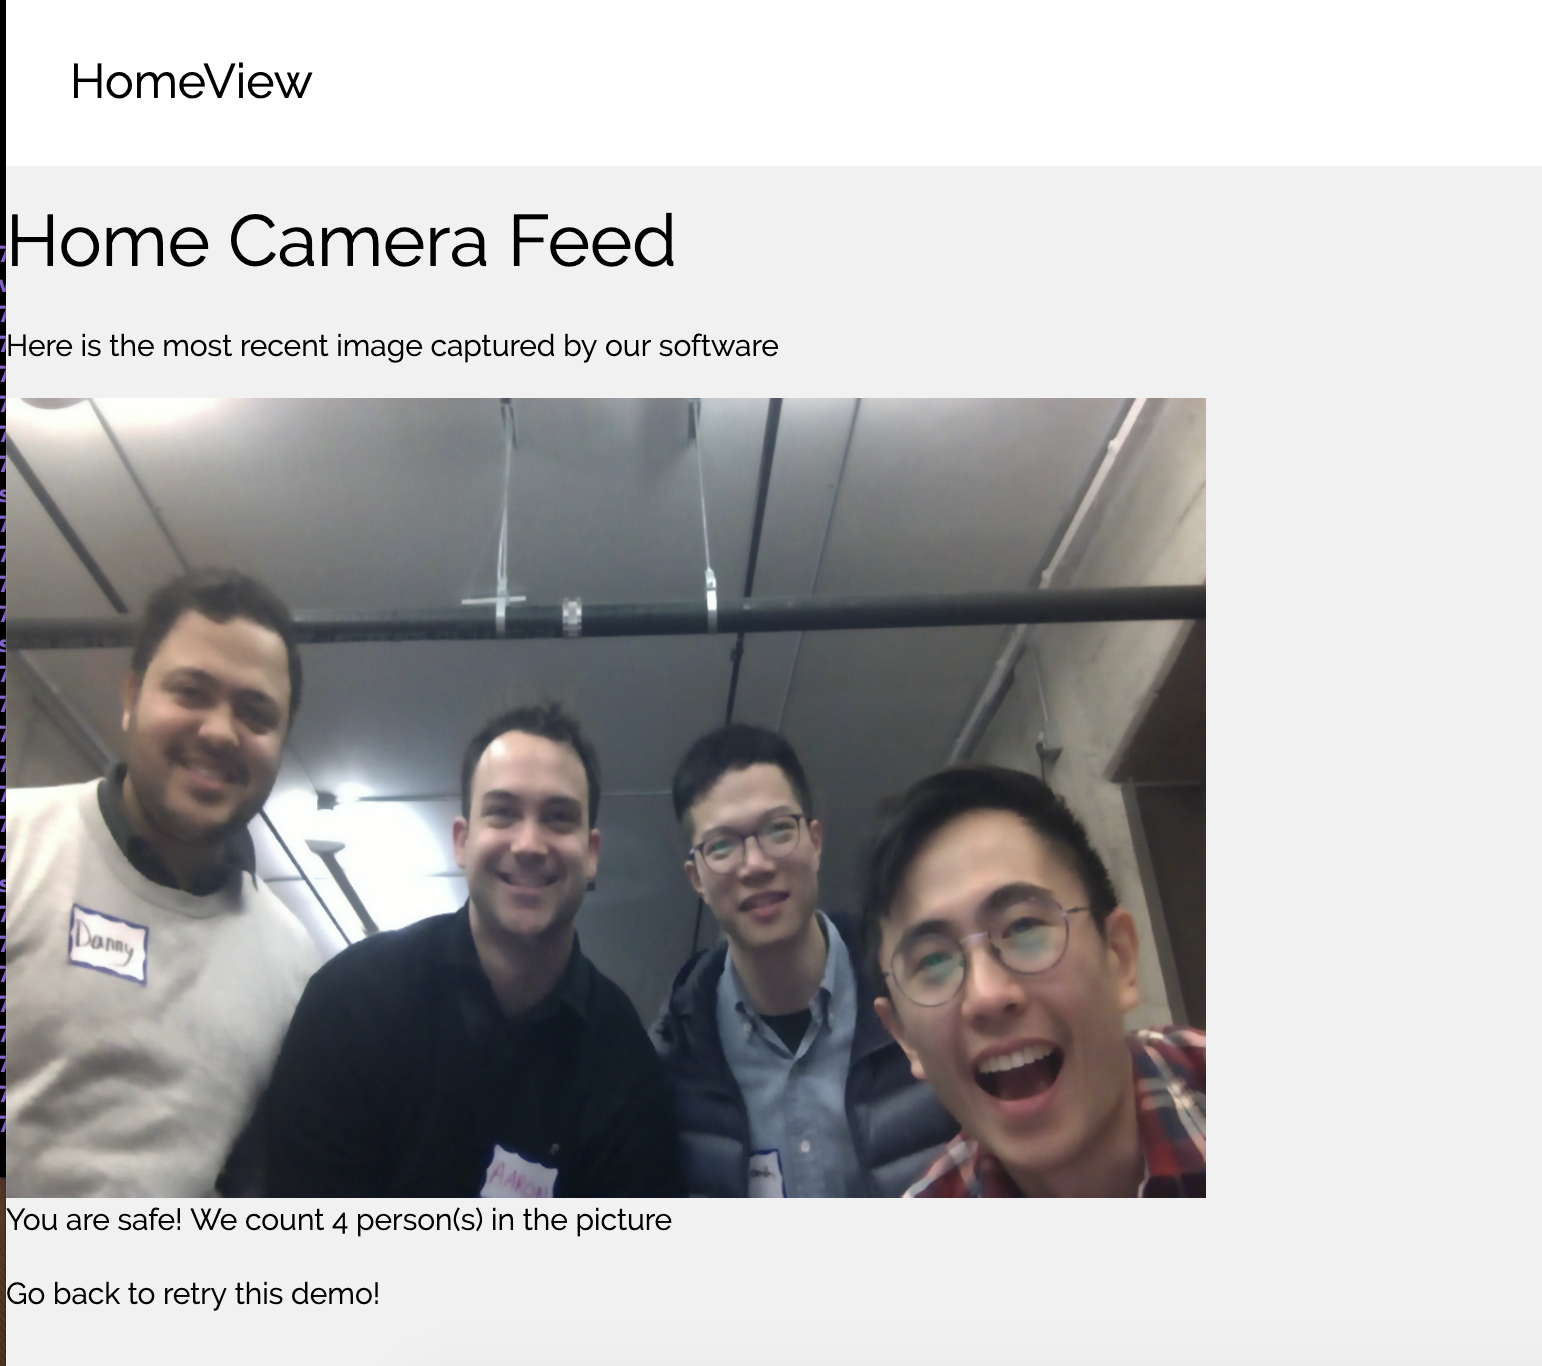 HomeView
Home Camera Feed
Here is the most recent image captured by our software
Danny
AARON
You are safe! We count 4 person(s) in the picture
Go back to retry this demo!